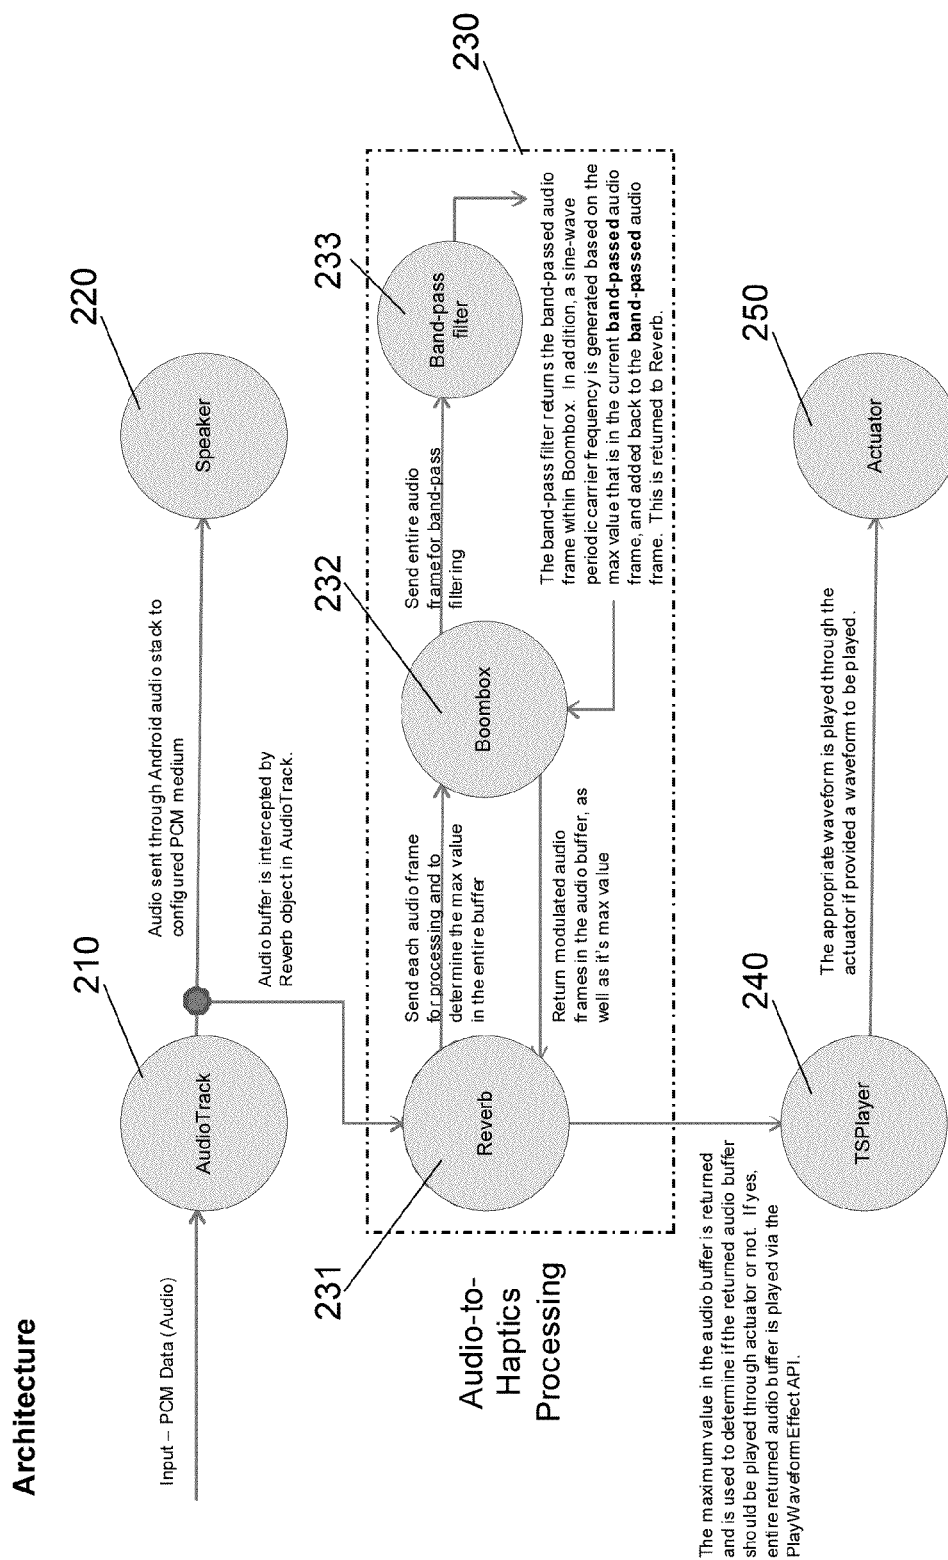 Architecture
Input – PCM Data (Audio)
210
AudioTrack
Audio sent through Android audio stack to
configured PCM medium
220
Speaker
Audio buffer is intercepted by
Reverb object in AudioTrack.
230
Audio-to-
Haptics
Processing
231
Reverb
Send each audio frame
for processing and to
determine the max value
in the entire buffer
Return modulated audio
frames in the audio buffer, as
well as it's max value
232
Boombox
Send entire audio
frame for band-pass
filtering
233
Band-pass
filter
The band-pass filter returns the band-passed audio
frame within Boombox. In addition, a sine-wave
periodic carrier frequency is generated based on the
max value that is in the current band-passed audio
frame, and added back to the band-passed audio
frame. This is returned to Reverb.
The maximum value in the audio buffer is returned
and is used to determine if the returned audio buffer
should be played through actuator or not. If yes,
entire returned audio buffer is played via the
PlayWaveformEffect API.
240
TSPlayer
The appropriate waveform is played through the
actuator if provided a waveform to be played.
250
Actuator